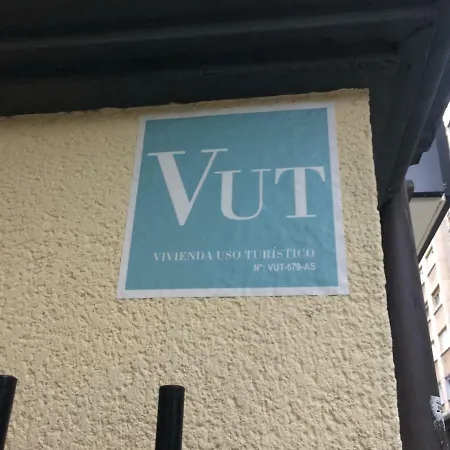 VUT
VIVIENDA USO TURÍSTICO
Nº: VUT-679-AS